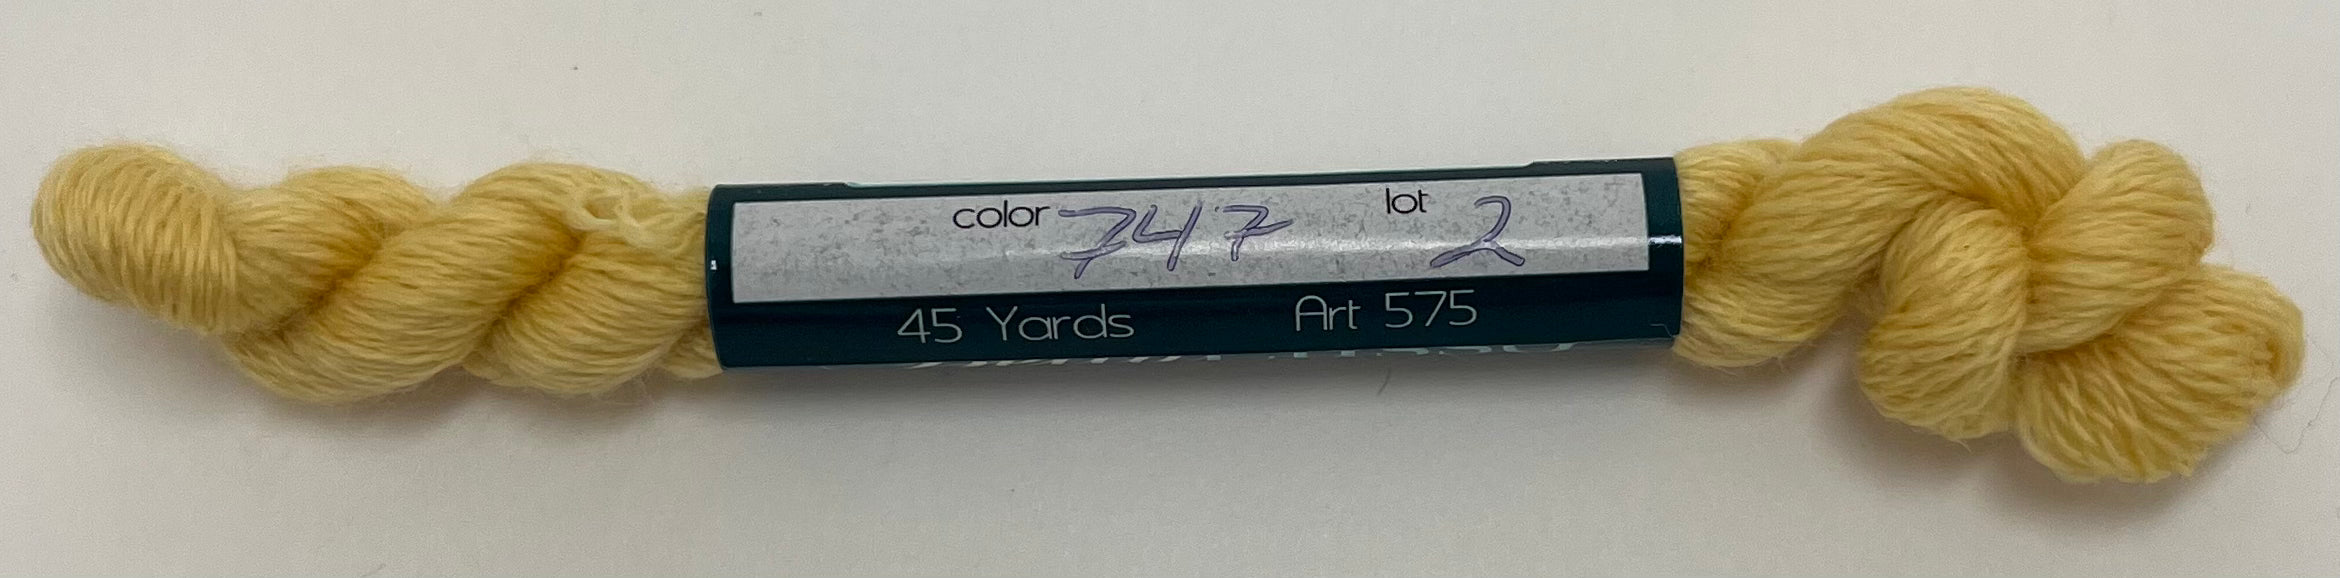 color 747 lot 2
45 Yards Art 575